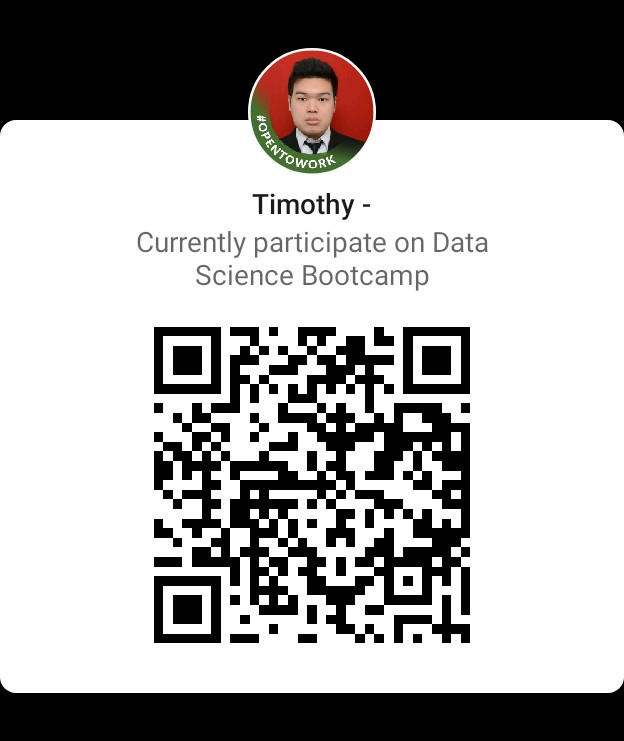 #OPENTOWORK
Timothy -
Currently participate on Data
Science Bootcamp